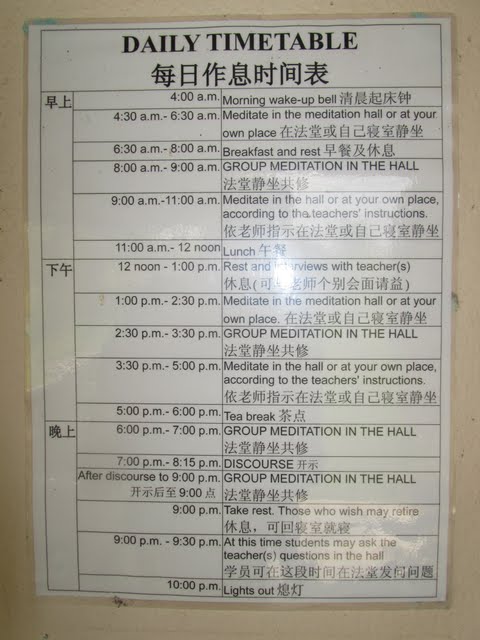 DAILY TIMETABLE
每日作息时间表
早上
4:00 a.m. Morning wake-up bell 清晨起床钟
4:30 a.m.- 6:30 a.m. Meditate in the meditation hall or at your
own place 在法堂或自己寝室静坐
6:30 a.m.- 8:00 a.m. Breakfast and rest 早餐及休息
8:00 a.m.- 9:00 a.m. GROUP MEDITATION IN THE HALL
法堂静坐共修
9:00 a.m.-11:00 a.m. Meditate in the hall or at your own place,
according to the teachers' instructions.
依老师指示在法堂或自己寝室静坐
11:00 a.m.- 12 noon Lunch 午餐
下午
12 noon - 1:00 p.m. Rest and interviews with teacher(s)
休息(可与老师个别会面请益)
1:00 p.m.- 2:30 p.m. Meditate in the meditation hall or at your
own place. 在法堂或自己寝室静坐
2:30 p.m.- 3:30 p.m. GROUP MEDITATION IN THE HALL
法堂静坐共修
3:30 p.m.- 5:00 p.m. Meditate in the hall or at your own place,
according to the teachers' instructions.
依老师指示在法堂或自己寝室静坐
5:00 p.m.- 6:00 p.m. Tea break 茶点
晚上
6:00 p.m.- 7:00 p.m. GROUP MEDITATION IN THE HALL
法堂静坐共修
7:00 p.m.- 8:15 p.m. DISCOURSE 开示
After discourse to 9:00 p.m. GROUP MEDITATION IN THE HALL
开示后至 9:00 点 法堂静坐共修
9:00 p.m. Take rest. Those who wish may retire
休息，可回寝室就寝
9:00 p.m. - 9:30 p.m. At this time students may ask the
teacher(s) questions in the hall
学员可在这段时间在法堂发问问题
10:00 p.m. Lights out 熄灯